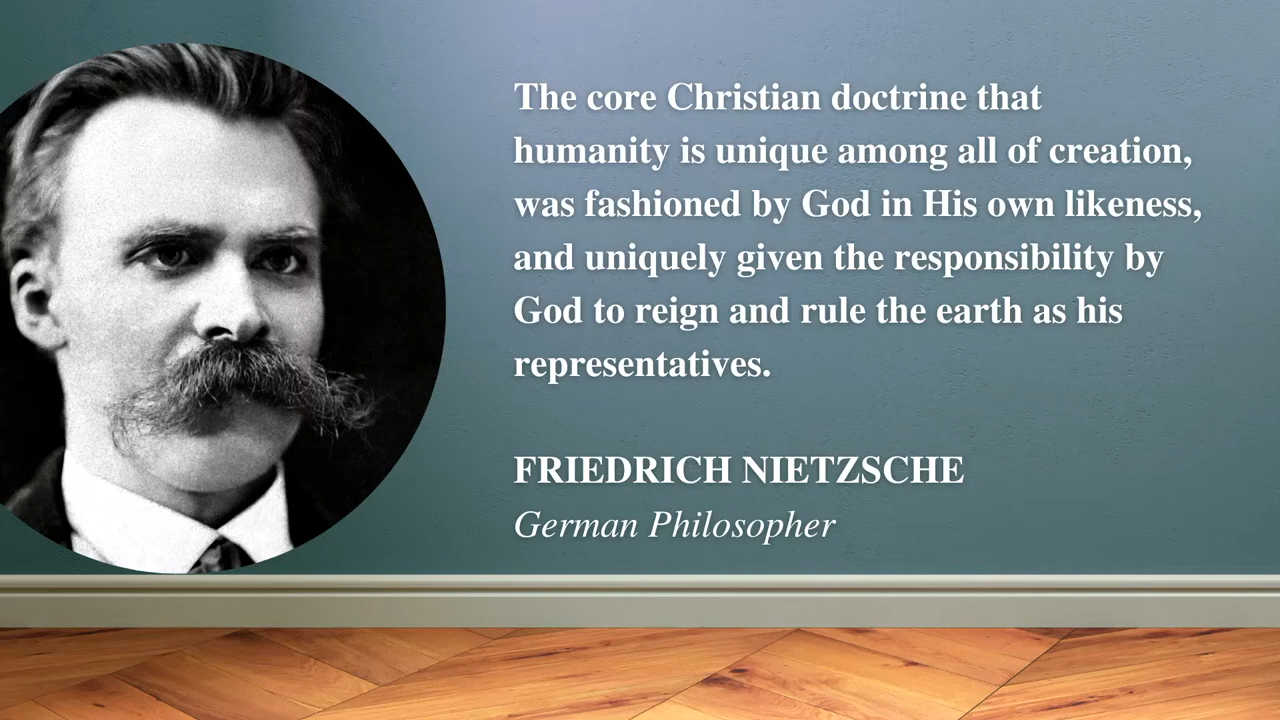 The core Christian doctrine that
humanity is unique among all of creation,
was fashioned by God in His own likeness,
and uniquely given the responsibility by
God to reign and rule the earth as his
representatives.
FRIEDRICH NIETZSCHE
German Philosopher